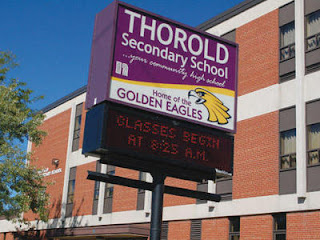 THOROLD
Secondary School
...your community high school
Home of the
GOLDEN EAGLES
CLASSES BEGIN
AT 8:25 A.M.